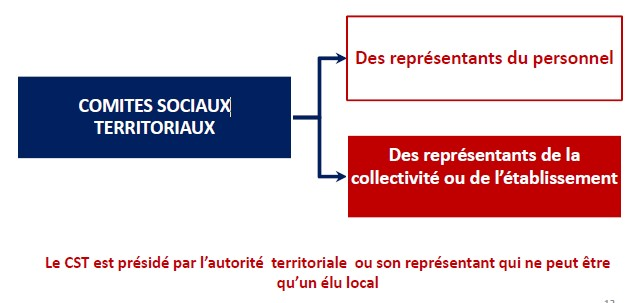 Des représentants du personnel
COMITES SOCIAUX
TERRITORIAUX
Des représentants de la
collectivité ou de l'établissement
Le CST est présidé par l'autorité territoriale ou son représentant qui ne peut être
qu'un élu local